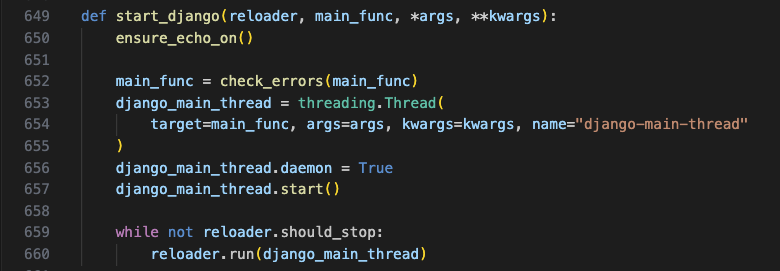 649 def start_django(reloader, main_func, *args, **kwargs):
650     ensure_echo_on()
651
652     main_func = check_errors(main_func)
653     django_main_thread = threading.Thread(
654         target=main_func, args=args, kwargs=kwargs, name="django-main-thread"
655     )
656     django_main_thread.daemon = True
657     django_main_thread.start()
658
659     while not reloader.should_stop:
660         reloader.run(django_main_thread)